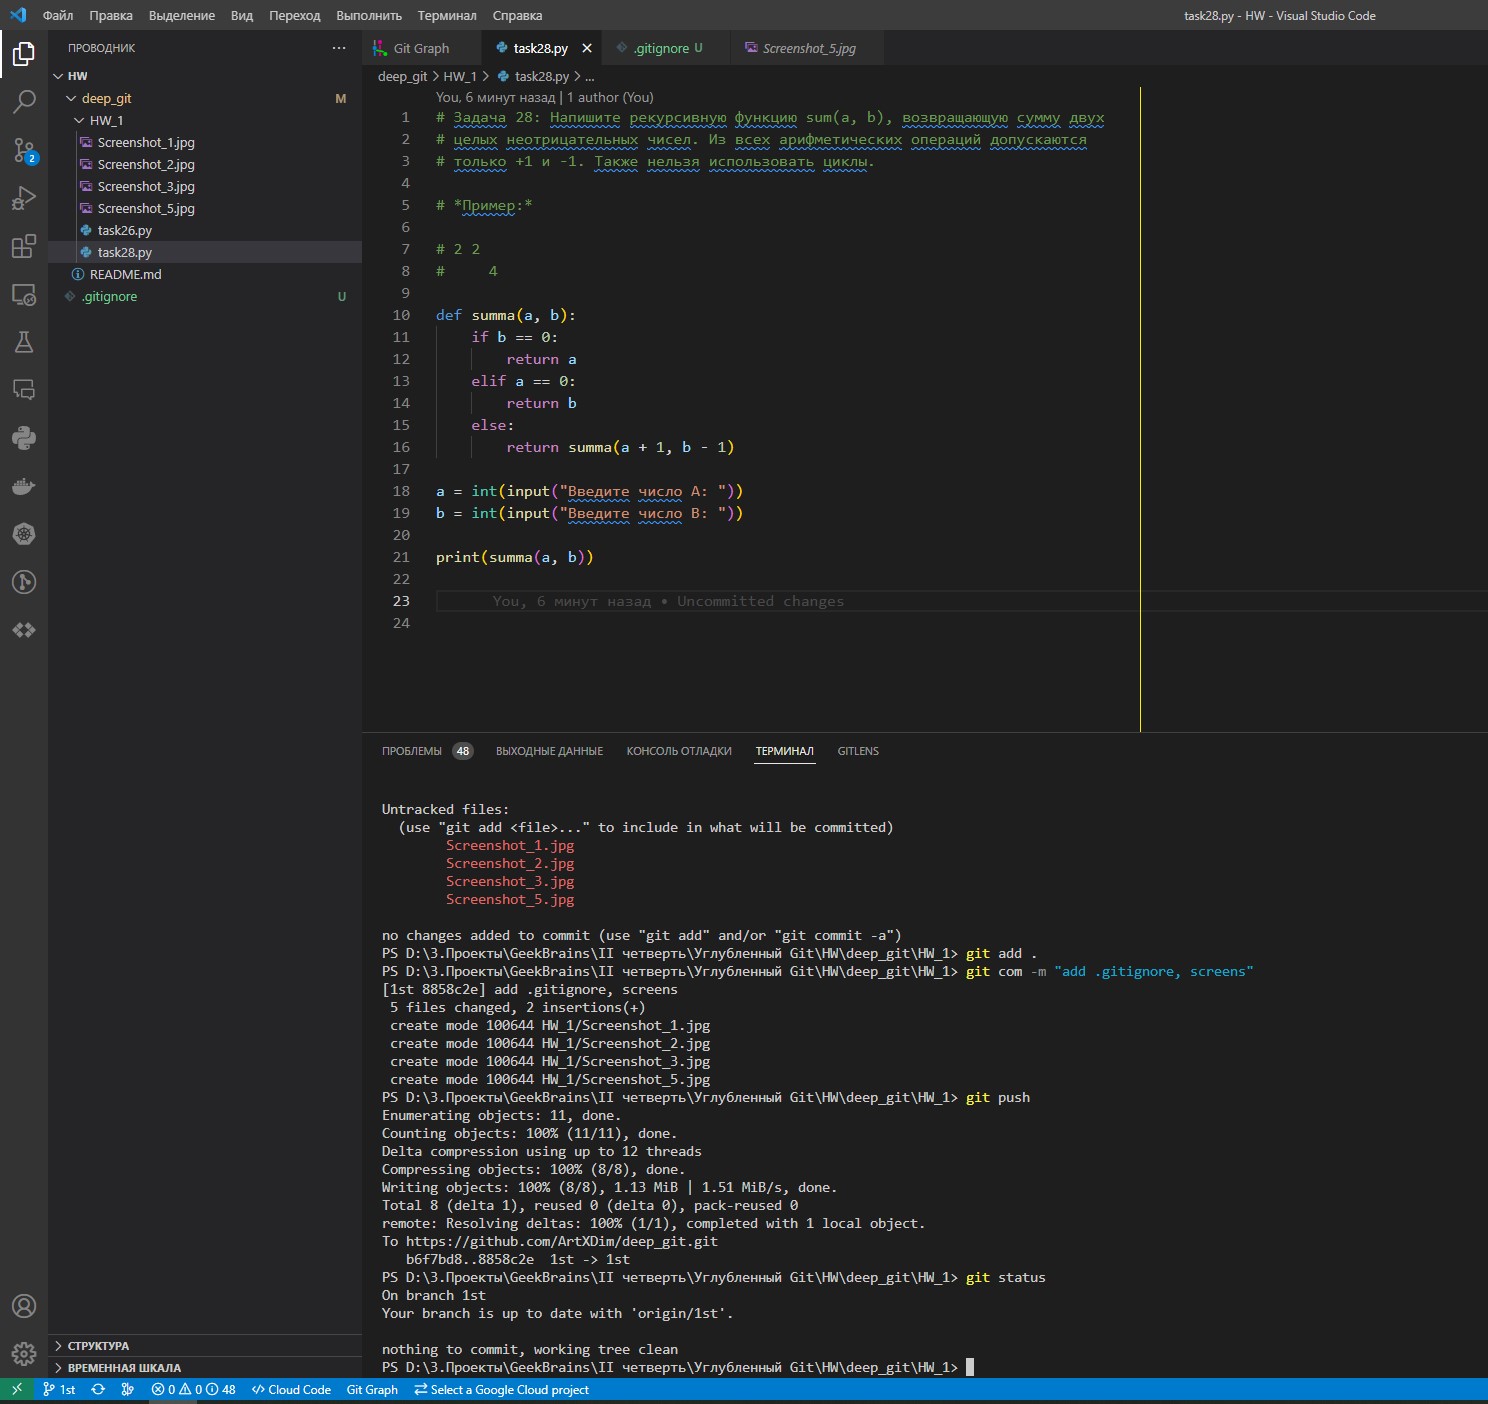 Файл Правка Выделение Вид Переход Выполнить Терминал Справка
task28.py - HW - Visual Studio Code
ПРОВОДНИК
HW
deep_git M
HW_1
Screenshot_1.jpg
Screenshot_2.jpg
Screenshot_3.jpg
Screenshot_5.jpg
task26.py
task28.py
README.md
.gitignore U
2
СТРУКТУРА
ВРЕМЕННАЯ ШКАЛА
Git Graph task28.py .gitignore U Screenshot_5.jpg
deep_git > HW_1 > task28.py > ...
You, 6 минут назад | 1 author (You)
1 # Задача 28: Напишите рекурсивную функцию sum(a, b), возвращающую сумму двух
2 # целых неотрицательных чисел. Из всех арифметических операций допускаются
3 # только +1 и -1. Также нельзя использовать циклы.
4
5 # *Пример:*
6
7 # 2 2
8 #     4
9
10 def summa(a, b):
11     if b == 0:
12         return a
13     elif a == 0:
14         return b
15     else:
16         return summa(a + 1, b - 1)
17
18 a = int(input("Введите число A: "))
19 b = int(input("Введите число B: "))
20
21 print(summa(a, b))
22
23 You, 6 минут назад • Uncommitted changes
24
ПРОБЛЕМЫ 48 ВЫХОДНЫЕ ДАННЫЕ КОНСОЛЬ ОТЛАДКИ ТЕРМИНАЛ GITLENS
Untracked files:
  (use "git add <file>..." to include in what will be committed)
        Screenshot_1.jpg
        Screenshot_2.jpg
        Screenshot_3.jpg
        Screenshot_5.jpg
no changes added to commit (use "git add" and/or "git commit -a")
PS D:\3.Проекты\GeekBrains\II четверть\Углубленный Git\HW\deep_git\HW_1> git add .
PS D:\3.Проекты\GeekBrains\II четверть\Углубленный Git\HW\deep_git\HW_1> git com -m "add .gitignore, screens"
[1st 8858c2e] add .gitignore, screens
 5 files changed, 2 insertions(+)
 create mode 100644 HW_1/Screenshot_1.jpg
 create mode 100644 HW_1/Screenshot_2.jpg
 create mode 100644 HW_1/Screenshot_3.jpg
 create mode 100644 HW_1/Screenshot_5.jpg
PS D:\3.Проекты\GeekBrains\II четверть\Углубленный Git\HW\deep_git\HW_1> git push
Enumerating objects: 11, done.
Counting objects: 100% (11/11), done.
Delta compression using up to 12 threads
Compressing objects: 100% (8/8), done.
Writing objects: 100% (8/8), 1.13 MiB | 1.51 MiB/s, done.
Total 8 (delta 1), reused 0 (delta 0), pack-reused 0
remote: Resolving deltas: 100% (1/1), completed with 1 local object.
To https://github.com/ArtXDim/deep_git.git
   b6f7bd8..8858c2e  1st -> 1st
PS D:\3.Проекты\GeekBrains\II четверть\Углубленный Git\HW\deep_git\HW_1> git status
On branch 1st
Your branch is up to date with 'origin/1st'.
nothing to commit, working tree clean
PS D:\3.Проекты\GeekBrains\II четверть\Углубленный Git\HW\deep_git\HW_1>
1st 0 0 48 Cloud Code Git Graph Select a Google Cloud project